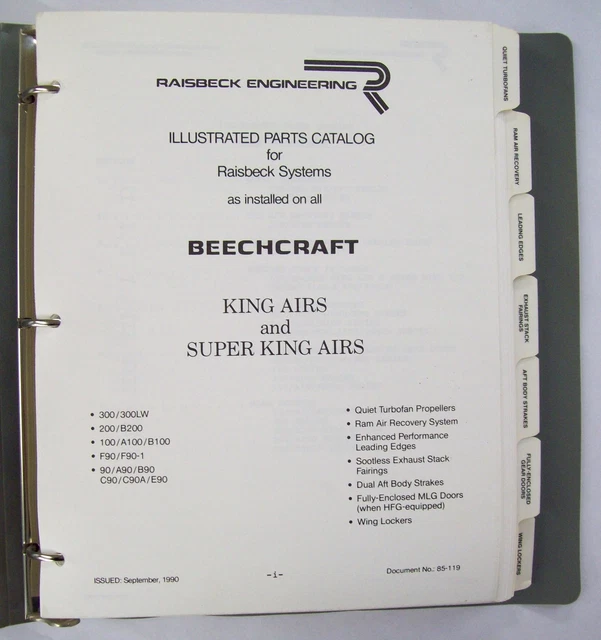 RAISBECK ENGINEERING
ILLUSTRATED PARTS CATALOG
for
Raisbeck Systems
as installed on all
BEECHCRAFT
KING AIRS
and
SUPER KING AIRS
• 300/300LW
• 200/B200
• 100/A100/B100
• F90/F90-1
• 90/A90/B90
C90/C90A/E90
• Quiet Turbofan Propellers
• Ram Air Recovery System
• Enhanced Performance
Leading Edges
• Sootless Exhaust Stack
Fairings
• Dual Aft Body Strakes
• Fully-Enclosed MLG Doors
(when HFG-equipped)
• Wing Lockers
ISSUED: September, 1990
-i-
Document No.: 85-119
QUIET TURBOFANS
RAM AIR RECOVERY
LEADING EDGES
EXHAUST STACK
FAIRINGS
AFT BODY STRAKES
FULLY-ENCLOSED
GEAR DOORS
WING LOCKERS